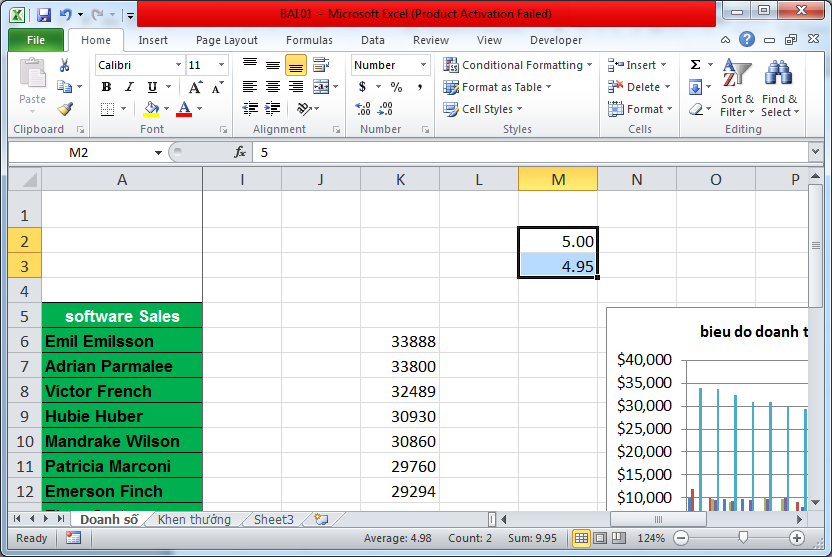 BAI 01 - Microsoft Excel (Product Activation Failed)
File Home Insert Page Layout Formulas Data Review View Developer
Paste
Calibri 11
B I U A A
A
Number
$ % ,
.00 .0
Conditional Formatting
Format as Table
Cell Styles
Insert
Delete
Format
Σ
Sort & Filter
Find & Select
Clipboard Font Alignment Number Styles Cells Editing
M2 fx 5
A I J K L M N O P
1
2 5.00
3 4.95
4
5 software Sales
6 Emil Emilsson 33888
7 Adrian Parmalee 33800
8 Victor French 32489
9 Hubie Huber 30930
10 Mandrake Wilson 30860
11 Patricia Marconi 29760
12 Emerson Finch 29294
bieu do doanh t
$40,000
$35,000
$30,000
$25,000
$20,000
$15,000
$10,000
Doanh số Khen thưởng Sheet3
Ready Average: 4.98 Count: 2 Sum: 9.95 124%